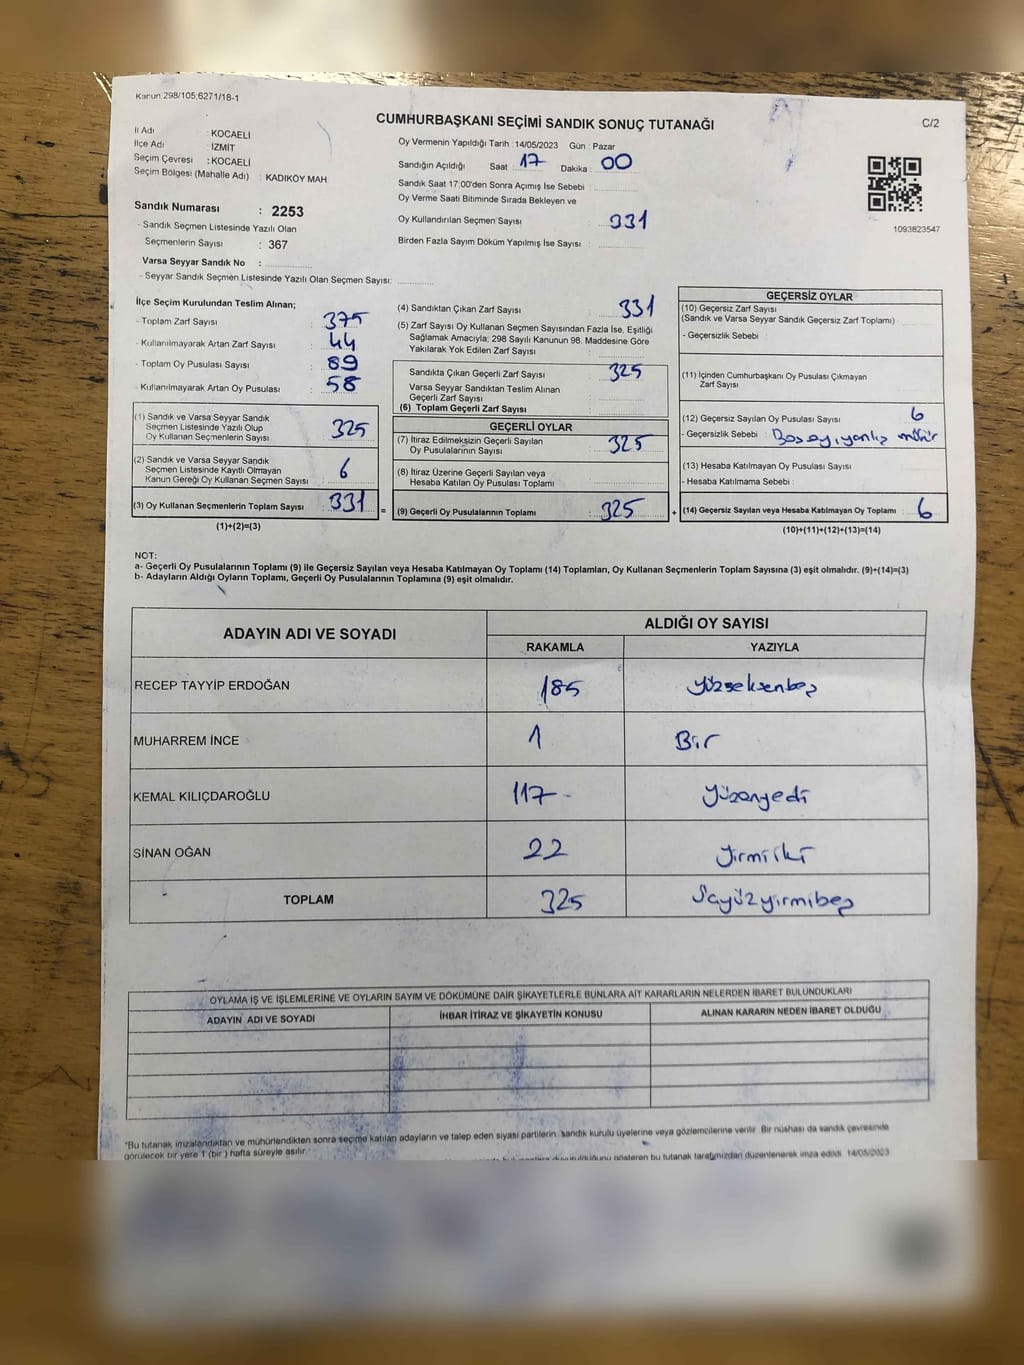 Kanun.298/105,6271/18-1
CUMHURBAŞKANI SEÇİMİ SANDIK SONUÇ TUTANAĞI
C/2
İl Adı : KOCAELİ
İlçe Adı : İZMİT
Seçim Çevresi : KOCAELİ
Seçim Bölgesi (Mahalle Adı) : KADIKÖY MAH.
Sandık Numarası : 2253
- Sandık Seçmen Listesinde Yazılı Olan
Seçmenlerin Sayısı : 367
Varsa Seyyar Sandık No :
- Seyyar Sandık Seçmen Listesinde Yazılı Olan Seçmen Sayısı:
Oy Vermenin Yapıldığı Tarih :14/05/2023 Gün : Pazar
Sandığın Açıldığı Saat : 17 Dakika : 00
Sandık Saat 17:00'den Sonra Açımış İse Sebebi :
Oy Verme Saati Bitiminde Sırada Bekleyen ve
Oy Kullandırılan Seçmen Sayısı : 331
Birden Fazla Sayım Döküm Yapılmış İse Sayısı :
1093823547
İlçe Seçim Kurulundan Teslim Alınan;
- Toplam Zarf Sayısı : 375
- Kullanılmayarak Artan Zarf Sayısı : 44
- Toplam Oy Pusulası Sayısı : 89
- Kullanılmayarak Artan Oy Pusulası : 58
(1) Sandık ve Varsa Seyyar Sandık
Seçmen Listesinde Yazılı Olup
Oy Kullanan Seçmenlerin Sayısı : 325
(2) Sandık ve Varsa Seyyar Sandık
Seçmen Listesinde Kayıtlı Olmayan
Kanun Gereği Oy Kullanan Seçmen Sayısı : 6
(3) Oy Kullanan Seçmenlerin Toplam Sayısı : 331
(1)+(2)=(3)
(4) Sandıktan Çıkan Zarf Sayısı : 331
(5) Zarf Sayısı Oy Kullanan Seçmen Sayısından Fazla İse, Eşitliği
Sağlamak Amacıyla; 298 Sayılı Kanunun 98. Maddesine Göre
Yakılarak Yok Edilen Zarf Sayısı :
Sandıkta Çıkan Geçerli Zarf Sayısı : 325
Varsa Seyyar Sandıktan Teslim Alınan
Geçerli Zarf Sayısı :
(6) Toplam Geçerli Zarf Sayısı :
GEÇERLİ OYLAR
(7) İtiraz Edilmeksizin Geçerli Sayılan
Oy Pusulalarının Sayısı : 325
(8) İtiraz Üzerine Geçerli Sayılan veya
Hesaba Katılan Oy Pusulası Toplamı :
= (9) Geçerli Oy Pusulalarının Toplamı : 325
GEÇERSİZ OYLAR
(10) Geçersiz Zarf Sayısı
(Sandık ve Varsa Seyyar Sandık Geçersiz Zarf Toplamı) :
- Geçersizlik Sebebi :
(11) İçinden Cumhurbaşkanı Oy Pusulası Çıkmayan
Zarf Sayısı :
(12) Geçersiz Sayılan Oy Pusulası Sayısı : 6
- Geçersizlik Sebebi : Boş oy, yanlış mühür
(13) Hesaba Katılmayan Oy Pusulası Sayısı :
- Hesaba Katılmama Sebebi :
+ (14) Geçersiz Sayılan veya Hesaba Katılmayan Oy Toplamı : 6
(10)+(11)+(12)+(13)=(14)
NOT:
a- Geçerli Oy Pusulalarının Toplamı (9) ile Geçersiz Sayılan veya Hesaba Katılmayan Oy Toplamı (14) Toplamları, Oy Kullanan Seçmenlerin Toplam Sayısına (3) eşit olmalıdır. (9)+(14)=(3)
b- Adayların Aldığı Oyların Toplamı, Geçerli Oy Pusulalarının Toplamına (9) eşit olmalıdır.
ADAYIN ADI VE SOYADI
ALDIĞI OY SAYISI
RAKAMLA YAZIYLA
RECEP TAYYİP ERDOĞAN 185 Yüzseksenbeş
MUHARREM İNCE 1 Bir
KEMAL KILIÇDAROĞLU 117- Yüzonyedi
SİNAN OĞAN 22 Yirmiiki
TOPLAM 325 Üçyüzyirmibeş
OYLAMA İŞ VE İŞLEMLERİNE VE OYLARIN SAYIM VE DÖKÜMÜNE DAİR ŞİKAYETLERLE BUNLARA AİT KARARLARIN NELERDEN İBARET BULUNDUKLARI
ADAYIN ADI VE SOYADI İHBAR İTİRAZ VE ŞİKAYETİN KONUSU ALINAN KARARIN NEDEN İBARET OLDUĞU
*Bu tutanak imzalandıktan ve mühürlendikten sonra seçime katılan adayların ve talep eden siyasi partilerin, sandık kurulu üyelerine veya gözlemcilerine verilir. Bir nüshası da sandık çevresinde
görülecek bir yere 1 (bir ) hafta süreyle asılır.
gösteren bu tutanak tarafımızdan düzenlenerek imza edildi. 14/05/2023